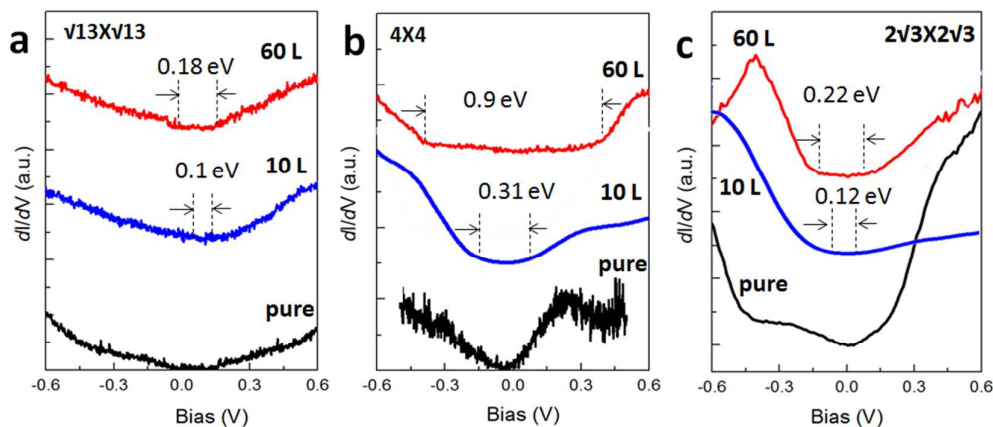 a
√13X√13
60 L
0.18 eV
10 L
0.1 eV
pure
dI/dV (a.u.)
-0.6 -0.3 0.0 0.3 0.6
Bias (V)
b
4X4
60 L
0.9 eV
10 L
0.31 eV
pure
dI/dV (a.u.)
-0.6 -0.3 0.0 0.3 0.6
Bias (V)
c
2√3X2√3
60 L
0.22 eV
10 L
0.12 eV
pure
dI/dV (a.u.)
-0.6 -0.3 0.0 0.3 0.6
Bias (V)